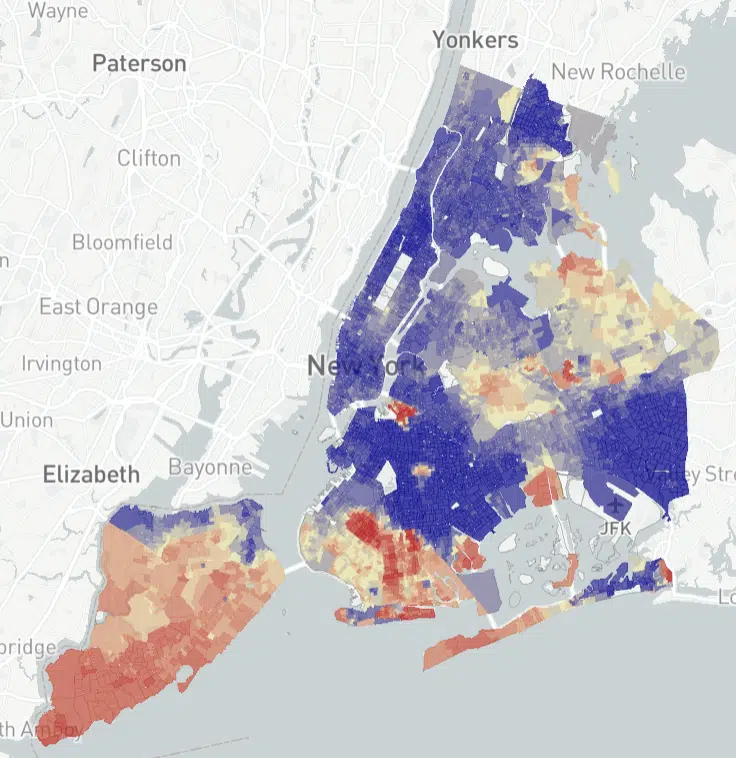 Wayne
Yonkers
Paterson
New Rochelle
Clifton
Bloomfield
East Orange
Irvington
New York
Union
Bayonne
Elizabeth
Valley Stre
JFK
Lo
bridge
th Amboy